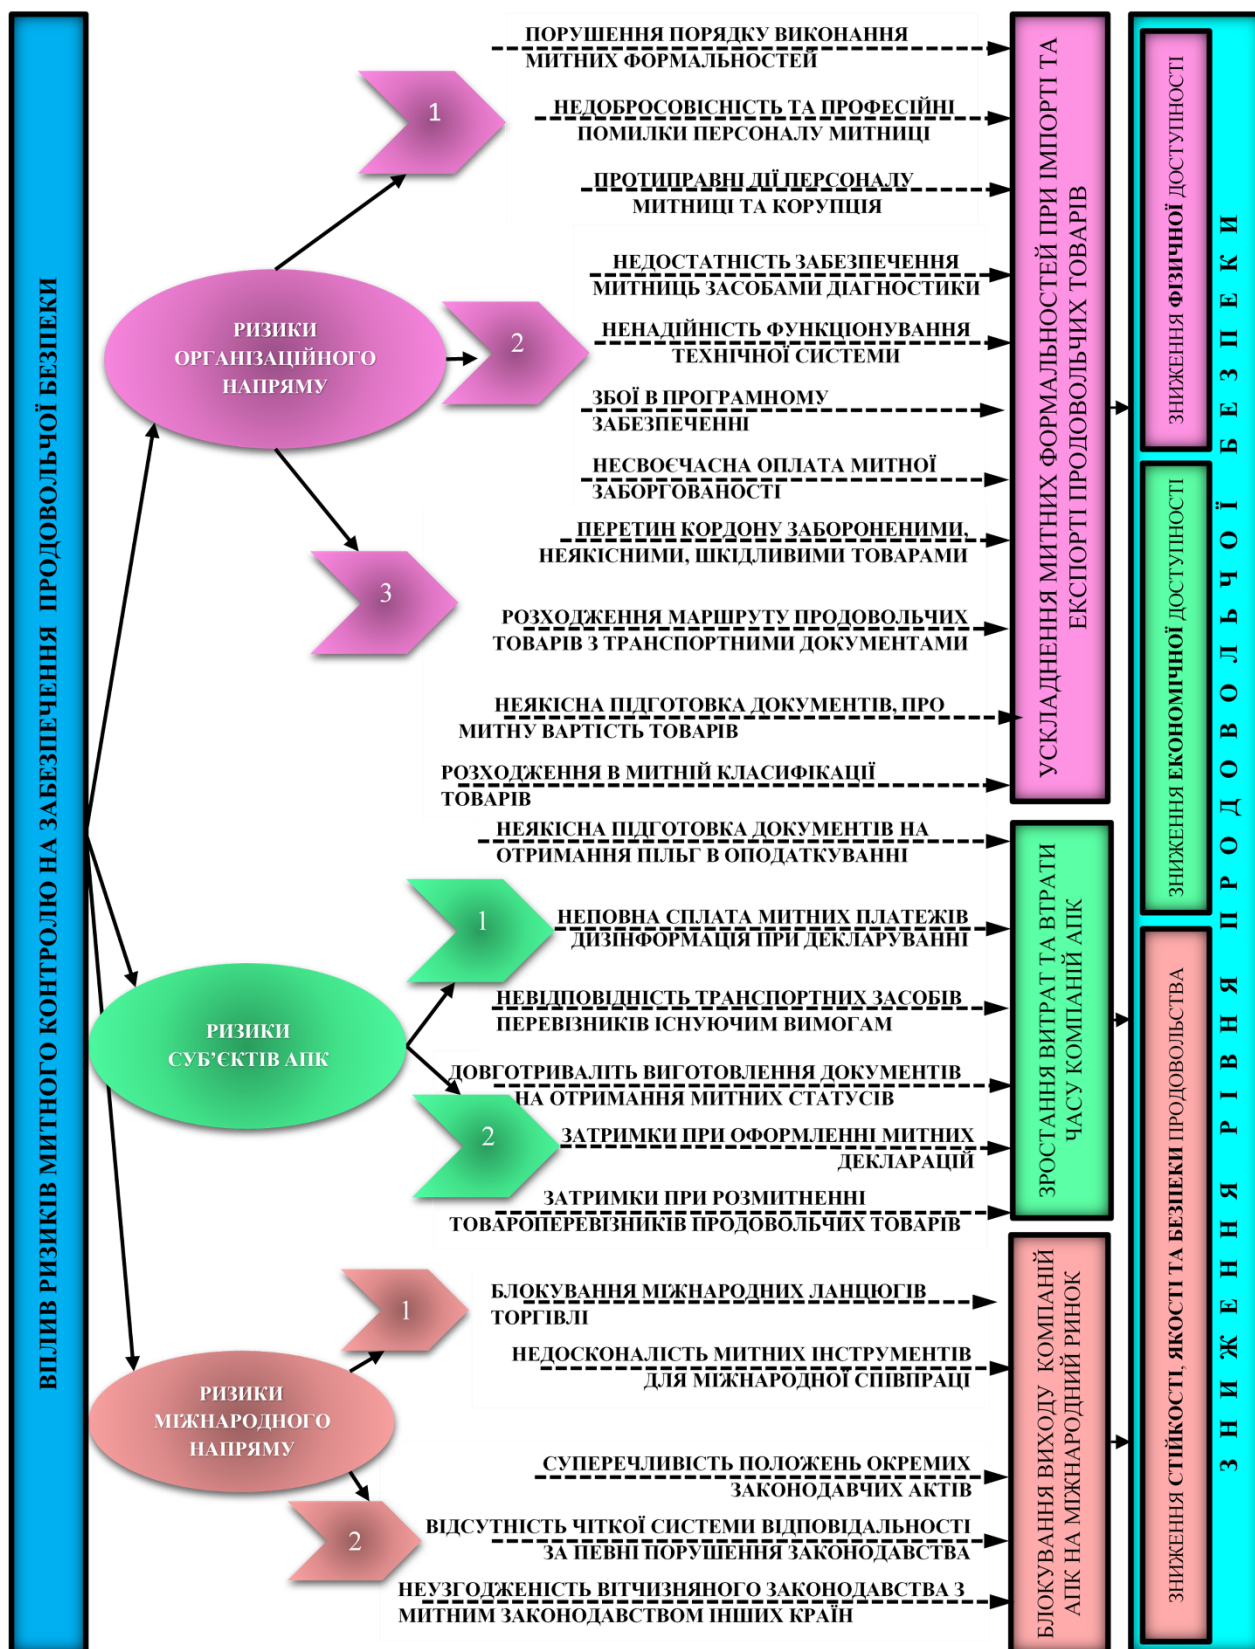 ВПЛИВ РИЗИКІВ МИТНОГО КОНТРОЛЮ НА ЗАБЕЗПЕЧЕННЯ ПРОДОВОЛЬЧОЇ БЕЗПЕКИ
РИЗИКИ
ОРГАНІЗАЦІЙНОГО
НАПРЯМУ
1
ПОРУШЕННЯ ПОРЯДКУ ВИКОНАННЯ
МИТНИХ ФОРМАЛЬНОСТЕЙ
НЕДОБРОСОВІСНІСТЬ ТА ПРОФЕСІЙНІ
ПОМИЛКИ ПЕРСОНАЛУ МИТНИЦІ
ПРОТИПРАВНІ ДІЇ ПЕРСОНАЛУ
МИТНИЦІ ТА КОРУПЦІЯ
2
НЕДОСТАТНІСТЬ ЗАБЕЗПЕЧЕННЯ
МИТНИЦЬ ЗАСОБАМИ ДІАГНОСТИКИ
НЕНАДІЙНІСТЬ ФУНКЦІОНУВАННЯ
ТЕХНІЧНОЇ СИСТЕМИ
ЗБОЇ В ПРОГРАМНОМУ
ЗАБЕЗПЕЧЕННІ
НЕСВОЄЧАСНА ОПЛАТА МИТНОЇ
ЗАБОРГОВАНОСТІ
3
ПЕРЕТИН КОРДОНУ ЗАБОРОНЕНИМИ,
НЕЯКІСНИМИ, ШКІДЛИВИМИ ТОВАРАМИ
РОЗХОДЖЕННЯ МАРШРУТУ ПРОДОВОЛЬЧИХ
ТОВАРІВ З ТРАНСПОРТНИМИ ДОКУМЕНТАМИ
НЕЯКІСНА ПІДГОТОВКА ДОКУМЕНТІВ, ПРО
МИТНУ ВАРТІСТЬ ТОВАРІВ
РОЗХОДЖЕННЯ В МИТНІЙ КЛАСИФІКАЦІЇ
ТОВАРІВ
РИЗИКИ
СУБ’ЄКТІВ АПК
НЕЯКІСНА ПІДГОТОВКА ДОКУМЕНТІВ НА
ОТРИМАННЯ ПІЛЬГ В ОПОДАТКУВАННІ
1
НЕПОВНА СПЛАТА МИТНИХ ПЛАТЕЖІВ
ДИЗІНФОРМАЦІЯ ПРИ ДЕКЛАРУВАННІ
НЕВІДПОВІДНІСТЬ ТРАНСПОРТНИХ ЗАСОБІВ
ПЕРЕВІЗНИКІВ ІСНУЮЧИМ ВИМОГАМ
ДОВГОТРИВАЛІТЬ ВИГОТОВЛЕННЯ ДОКУМЕНТІВ
НА ОТРИМАННЯ МИТНИХ СТАТУСІВ
2
ЗАТРИМКИ ПРИ ОФОРМЛЕННІ МИТНИХ
ДЕКЛАРАЦІЙ
ЗАТРИМКИ ПРИ РОЗМИТНЕННІ
ТОВАРОПЕРЕВІЗНИКІВ ПРОДОВОЛЬЧИХ ТОВАРІВ
РИЗИКИ
МІЖНАРОДНОГО
НАПРЯМУ
1
БЛОКУВАННЯ МІЖНАРОДНИХ ЛАНЦЮГІВ
ТОРГІВЛІ
НЕДОСКОНАЛІСТЬ МИТНИХ ІНСТРУМЕНТІВ
ДЛЯ МІЖНАРОДНОЇ СПІВПРАЦІ
2
СУПЕРЕЧЛИВІСТЬ ПОЛОЖЕНЬ ОКРЕМИХ
ЗАКОНОДАВЧИХ АКТІВ
ВІДСУТНІСТЬ ЧІТКОЇ СИСТЕМИ ВІДПОВІДАЛЬНОСТІ
ЗА ПЕВНІ ПОРУШЕННЯ ЗАКОНОДАВСТВА
НЕУЗГОДЖЕНІСТЬ ВІТЧИЗНЯНОГО ЗАКОНОДАВСТВА З
МИТНИМ ЗАКОНОДАВСТВОМ ІНШИХ КРАЇН
УСКЛАДНЕННЯ МИТНИХ ФОРМАЛЬНОСТЕЙ ПРИ ІМПОРТІ ТА
ЕКСПОРТІ ПРОДОВОЛЬЧИХ ТОВАРІВ
ЗРОСТАННЯ ВИТРАТ ТА ВТРАТИ
ЧАСУ КОМПАНІЙ АПК
БЛОКУВАННЯ ВИХОДУ КОМПАНІЙ
АПК НА МІЖНАРОДНИЙ РИНОК
ЗНИЖЕННЯ ФІЗИЧНОЇ ДОСТУПНОСТІ
ЗНИЖЕННЯ ЕКОНОМІЧНОЇ ДОСТУПНОСТІ
ЗНИЖЕННЯ СТІЙКОСТІ, ЯКОСТІ ТА БЕЗПЕКИ ПРОДОВОЛЬСТВА
ЗНИЖЕННЯ РІВНЯ ПРОДОВОЛЬЧОЇ БЕЗПЕКИ